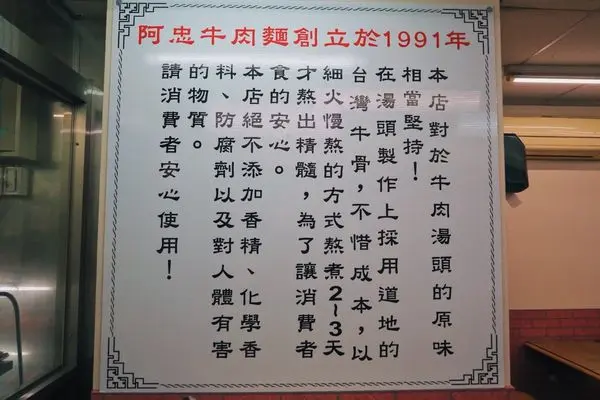 阿忠牛肉麵創立於1991年
本店對於牛肉湯頭的原味
相當堅持！
在湯頭製作上採用道地的
台灣牛骨，不惜成本，以
細火慢熬的方式熬煮2~3天
才熬出精髓，為了讓消費者
食的安心。
本店絕不添加香精、化學香
料、防腐劑以及對人體有害
的物質。
請消費者安心使用！